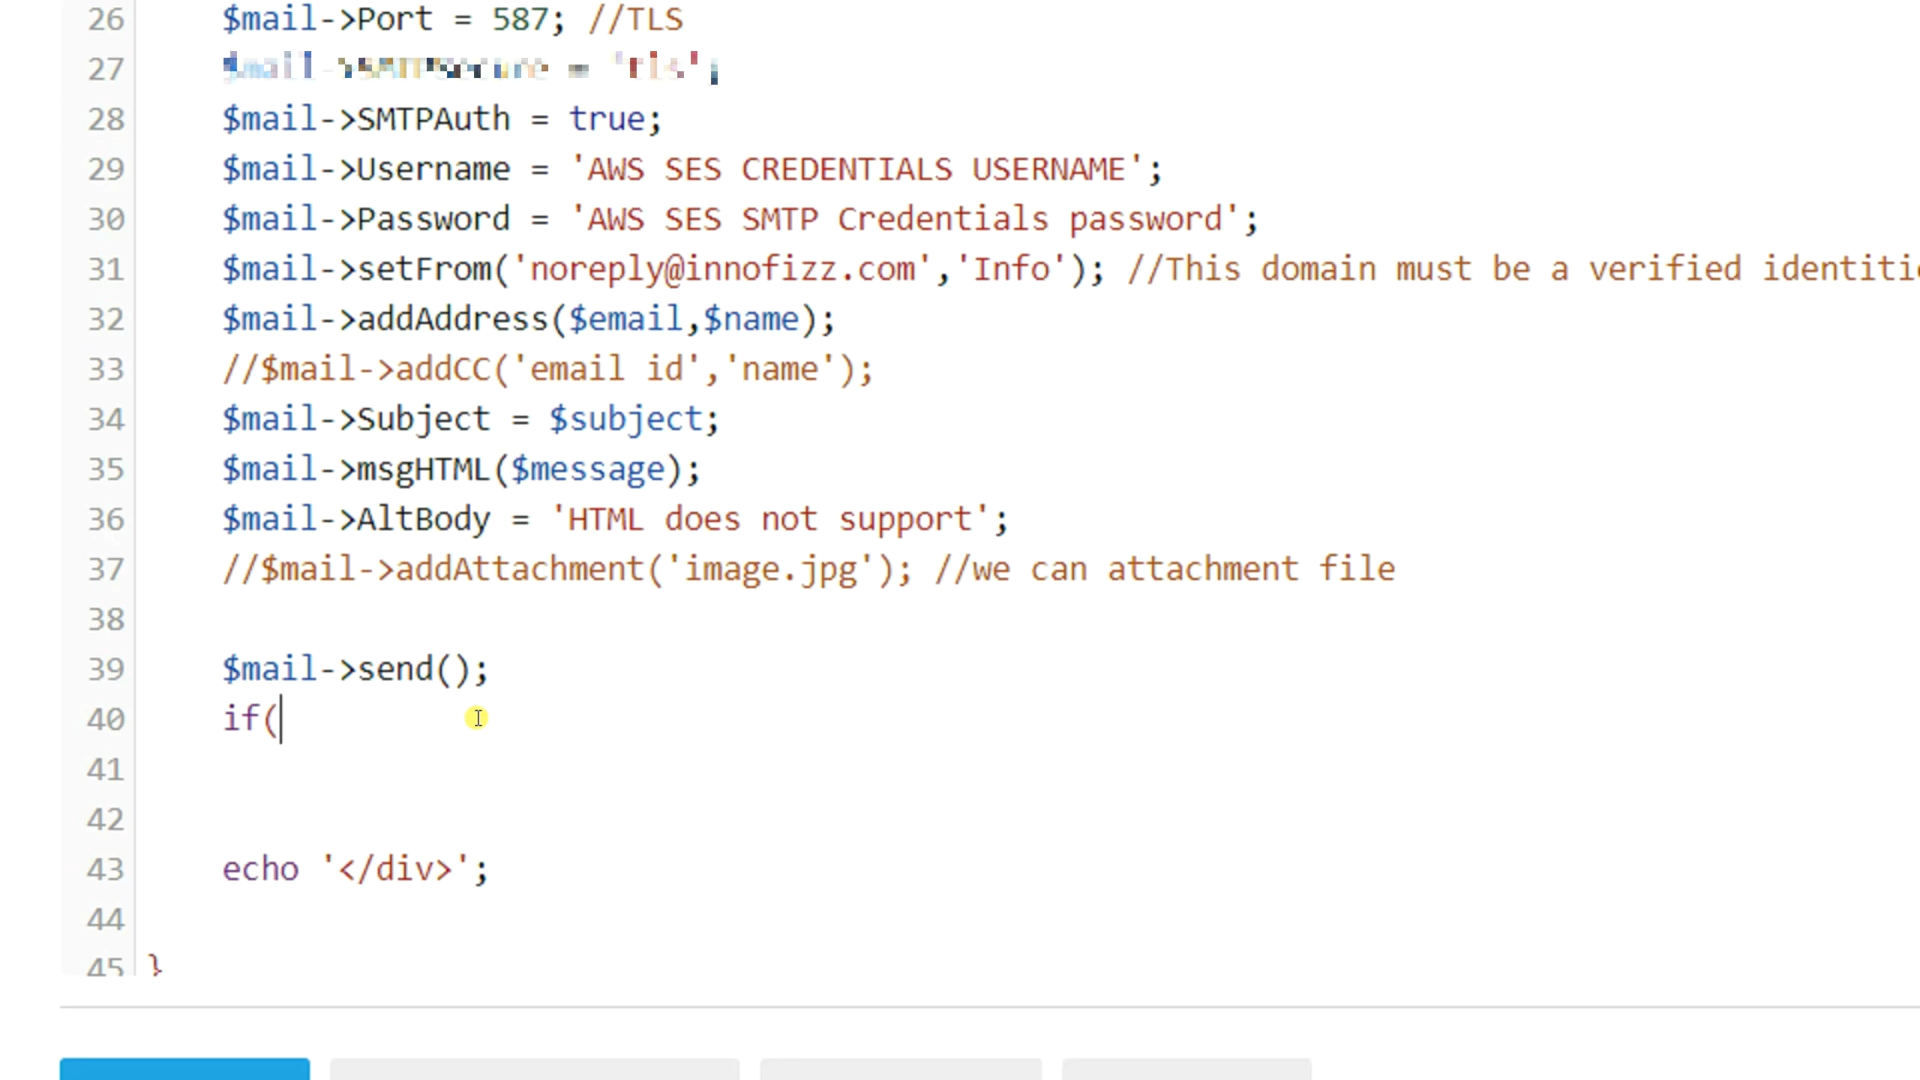 26 $mail->Port = 587; //TLS
27 $mail->SMTPSecure = 'tls';
28 $mail->SMTPAuth = true;
29 $mail->Username = 'AWS SES CREDENTIALS USERNAME';
30 $mail->Password = 'AWS SES SMTP Credentials password';
31 $mail->setFrom('noreply@innofizz.com','Info'); //This domain must be a verified
32 $mail->addAddress($email,$name);
33 //$mail->addCC('email id','name');
34 $mail->Subject = $subject;
35 $mail->msgHTML($message);
36 $mail->AltBody = 'HTML does not support';
37 //$mail->addAttachment('image.jpg'); //we can attachment file
38
39 $mail->send();
40 if(
41
42
43 echo '</div>';
44
45 }